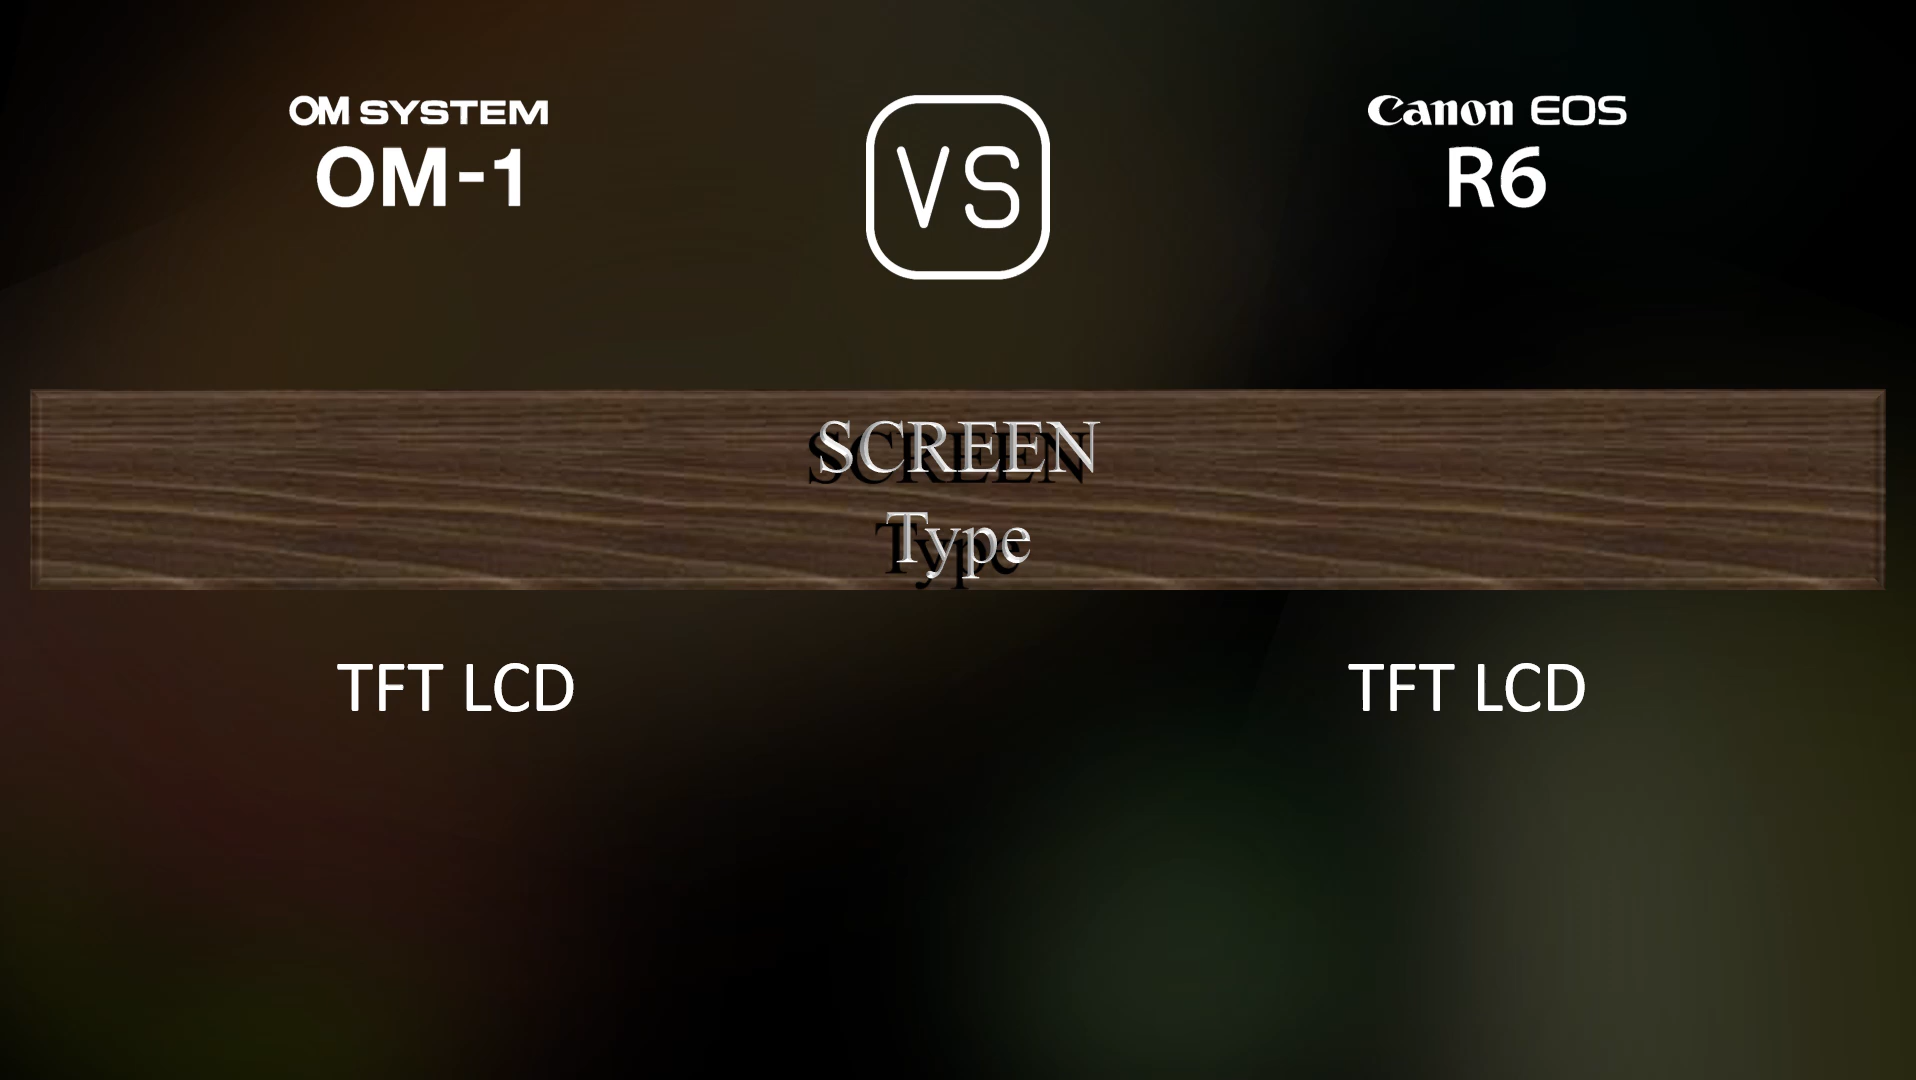 OM SYSTEM
OM-1
VS
Canon EOS
R6
SCREEN
Type
TFT LCD
TFT LCD